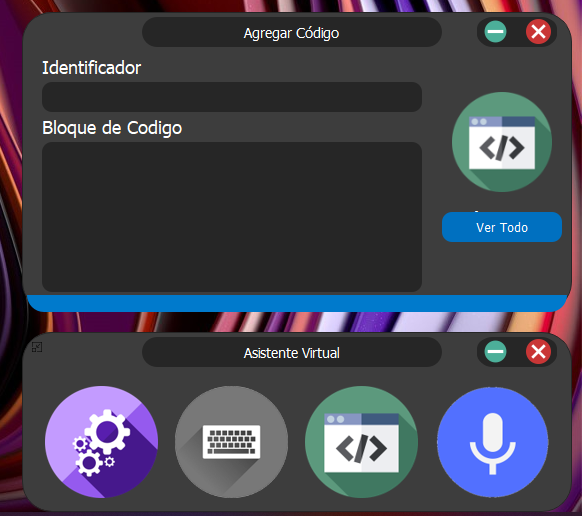 Agregar Código
Identificador
Bloque de Codigo
</>
Ver Todo
Asistente Virtual
</>